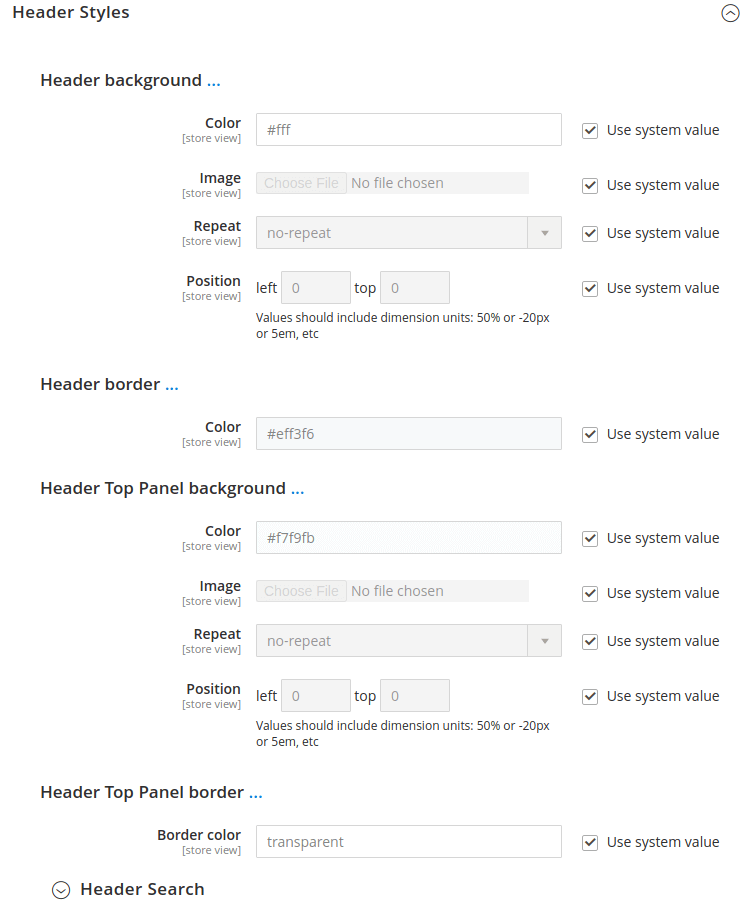 Header Styles
Header background ...
Color #fff Use system value
[store view]
Image Choose File No file chosen Use system value
[store view]
Repeat no-repeat Use system value
[store view]
Position left 0 top 0 Use system value
[store view]
Values should include dimension units: 50% or -20px
or 5em, etc
Header border ...
Color #eff3f6 Use system value
[store view]
Header Top Panel background ...
Color #f7f9fb Use system value
[store view]
Image Choose File No file chosen Use system value
[store view]
Repeat no-repeat Use system value
[store view]
Position left 0 top 0 Use system value
[store view]
Values should include dimension units: 50% or -20px
or 5em, etc
Header Top Panel border ...
Border color transparent Use system value
[store view]
Header Search